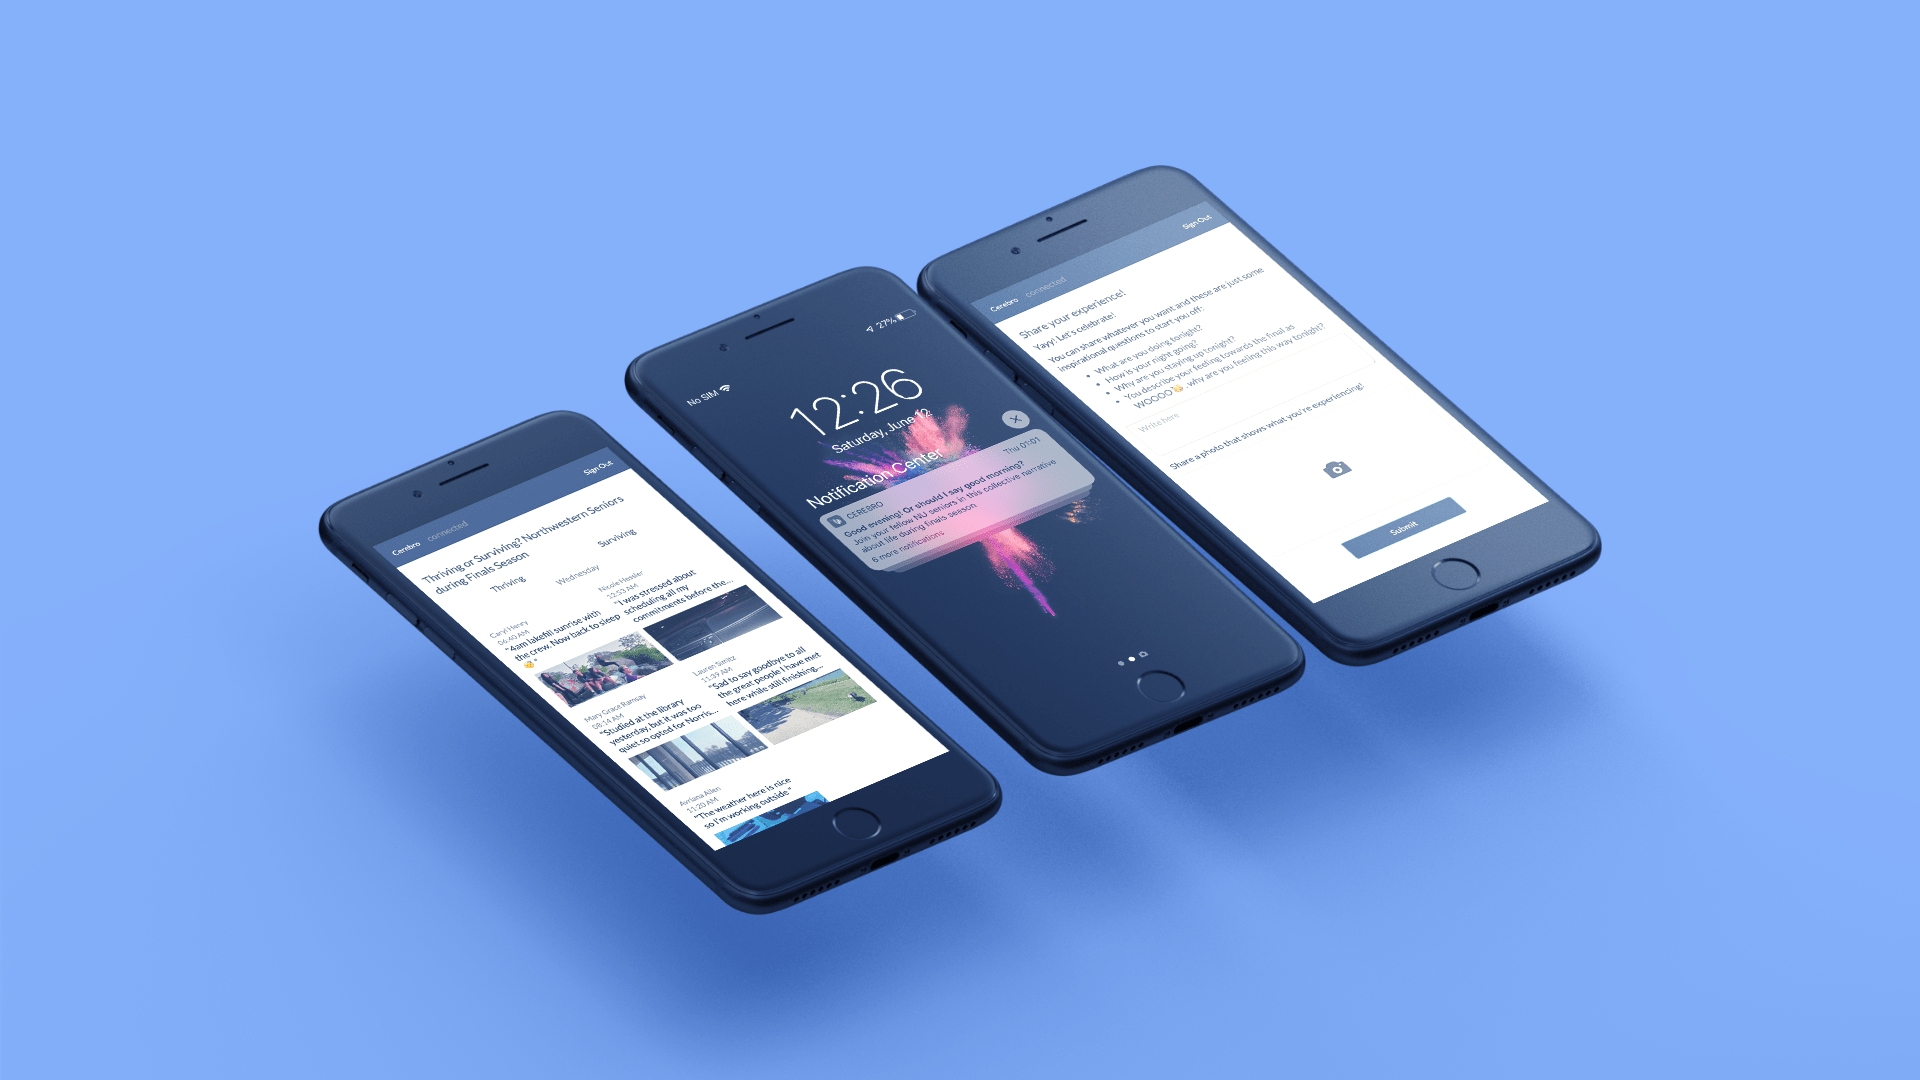 Cerebro connected Sign Out
Thriving or Surviving? Northwestern Seniors
during Finals Season
Thriving
Surviving
Wednesday
Caryl Henry
06:40 AM
"4am lakefill sunrise with
the crew. Now back to sleep
"
Nicole Hessler
12:53 AM
"I was stressed about
scheduling all my
commitments before the...
Mary Grace Ramsay
08:14 AM
"Studied at the library
yesterday, but it was too
quiet so opted for Norris...
Lauren
11:39 AM
"Sad to say goodbye to all
the great people I have met
here while still finishing...
Allen
11:20 AM
"The weather here is nice
so I'm working outside"
No SIM
27%
12:26
Saturday, June 12
Notification Center
CEREBRO
Thu 01:01
Good evening! Or should I say good morning?
Join your fellow NU seniors in this collective narrative
about life during finals season
6 more notifications
Cerebro connected Sign Out
Share your experience!
Yayy! Let's celebrate!
You can share whatever you want and these are just some
inspirational questions to start you off:
• What are you doing tonight?
• How is your night going?
• Why are you staying up tonight?
• You describe your feeling towards the final as
WOOOO🥳, why are you feeling this way tonight?
Write here
Share a photo that shows what you're experiencing!
Submit